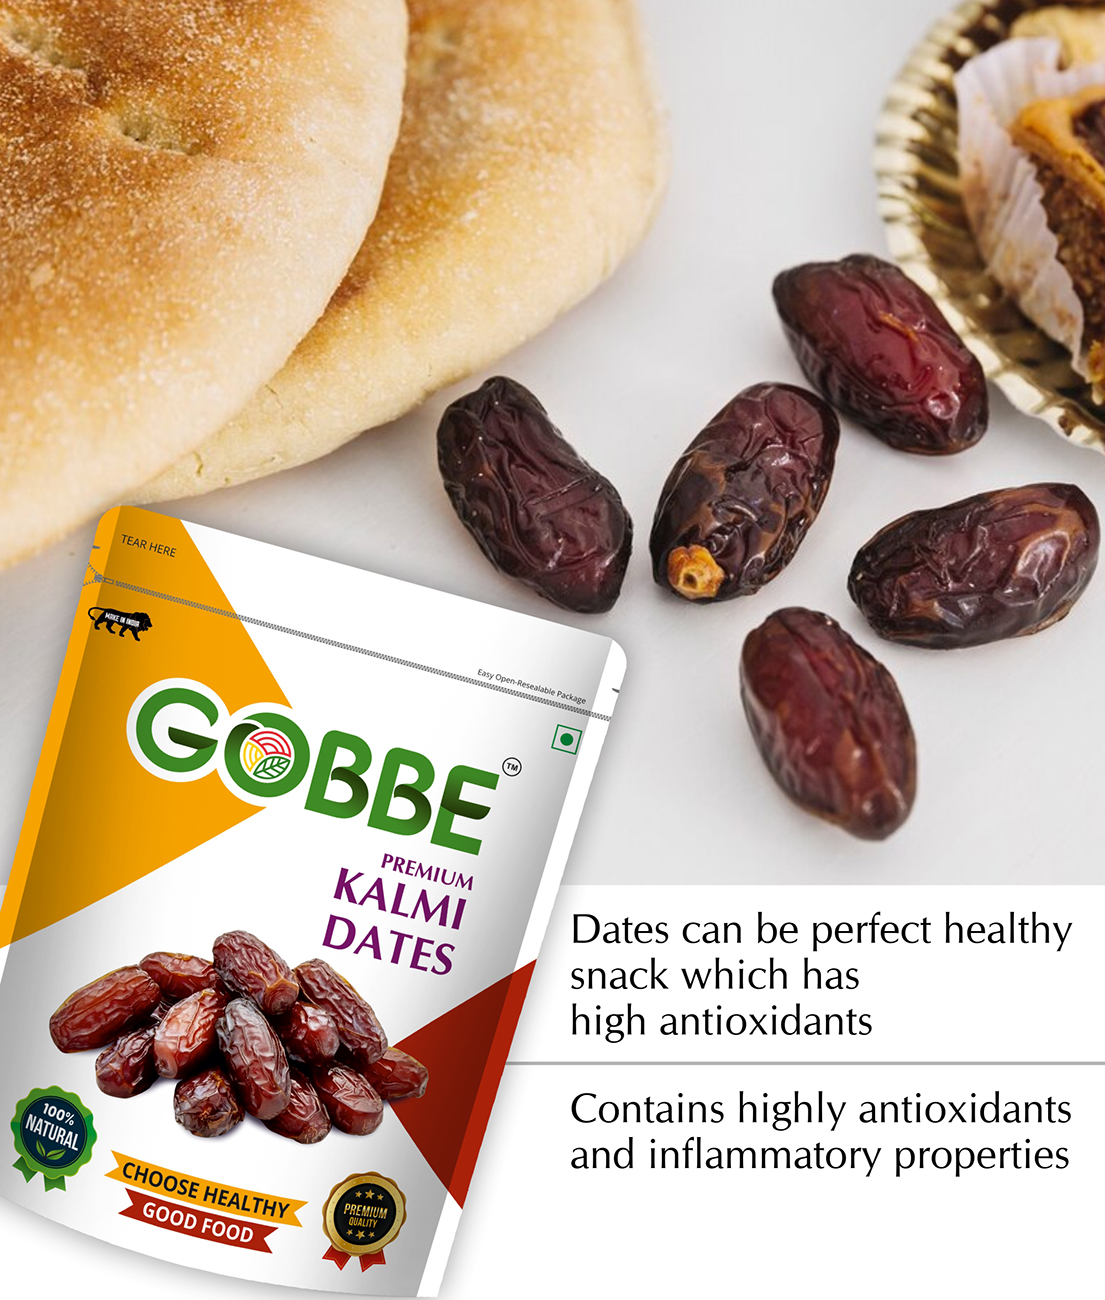 TEAR HERE
MAKE IN INDIA
Easy Open-Resealable Package
GOBBE TM
PREMIUM
KALMI
DATES
100%
NATURAL
CHOOSE HEALTHY
GOOD FOOD
PREMIUM
QUALITY
Dates can be perfect healthy
snack which has
high antioxidants
Contains highly antioxidants
and inflammatory properties